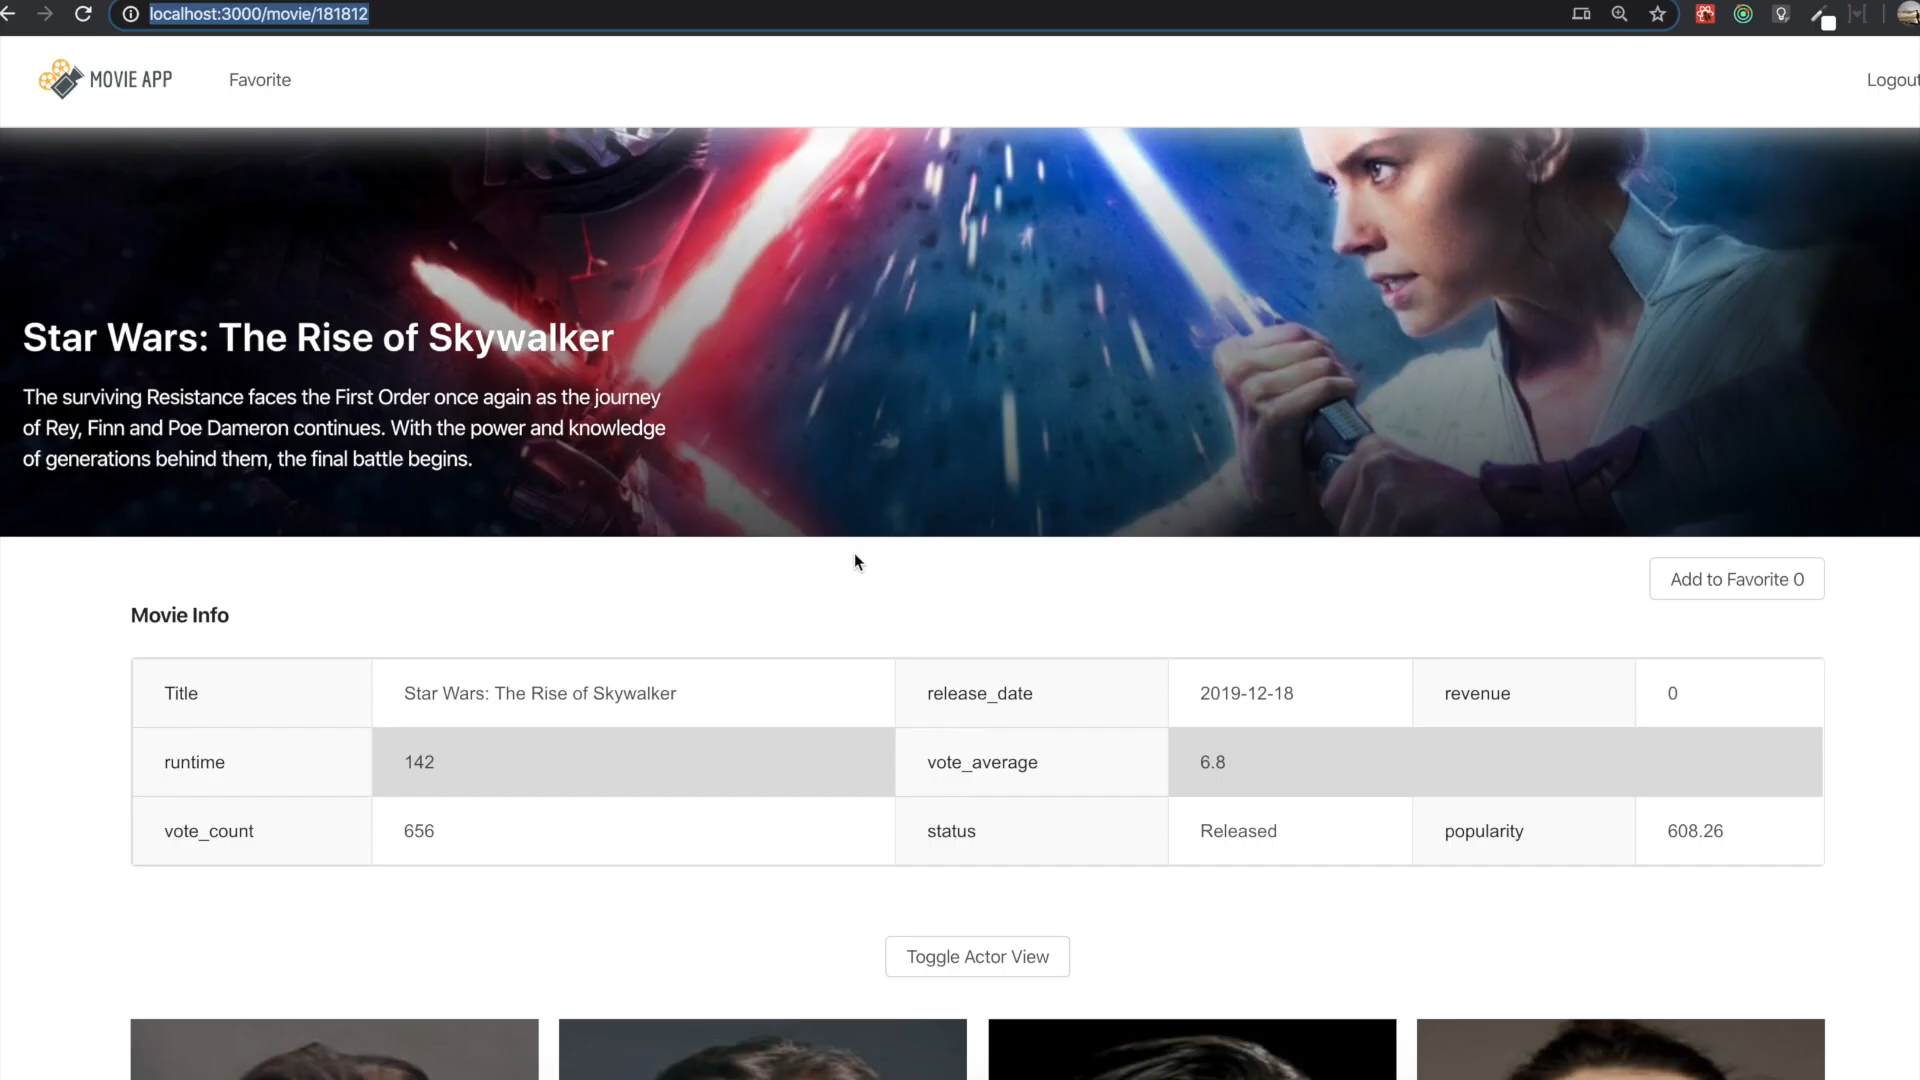 localhost:3000/movie/181812
MOVIE APP
Favorite
Logout
Star Wars: The Rise of Skywalker
The surviving Resistance faces the First Order once again as the journey
of Rey, Finn and Poe Dameron continues. With the power and knowledge
of generations behind them, the final battle begins.
Add to Favorite 0
Movie Info
Title Star Wars: The Rise of Skywalker release_date 2019-12-18 revenue 0
runtime 142 vote_average 6.8
vote_count 656 status Released popularity 608.26
Toggle Actor View